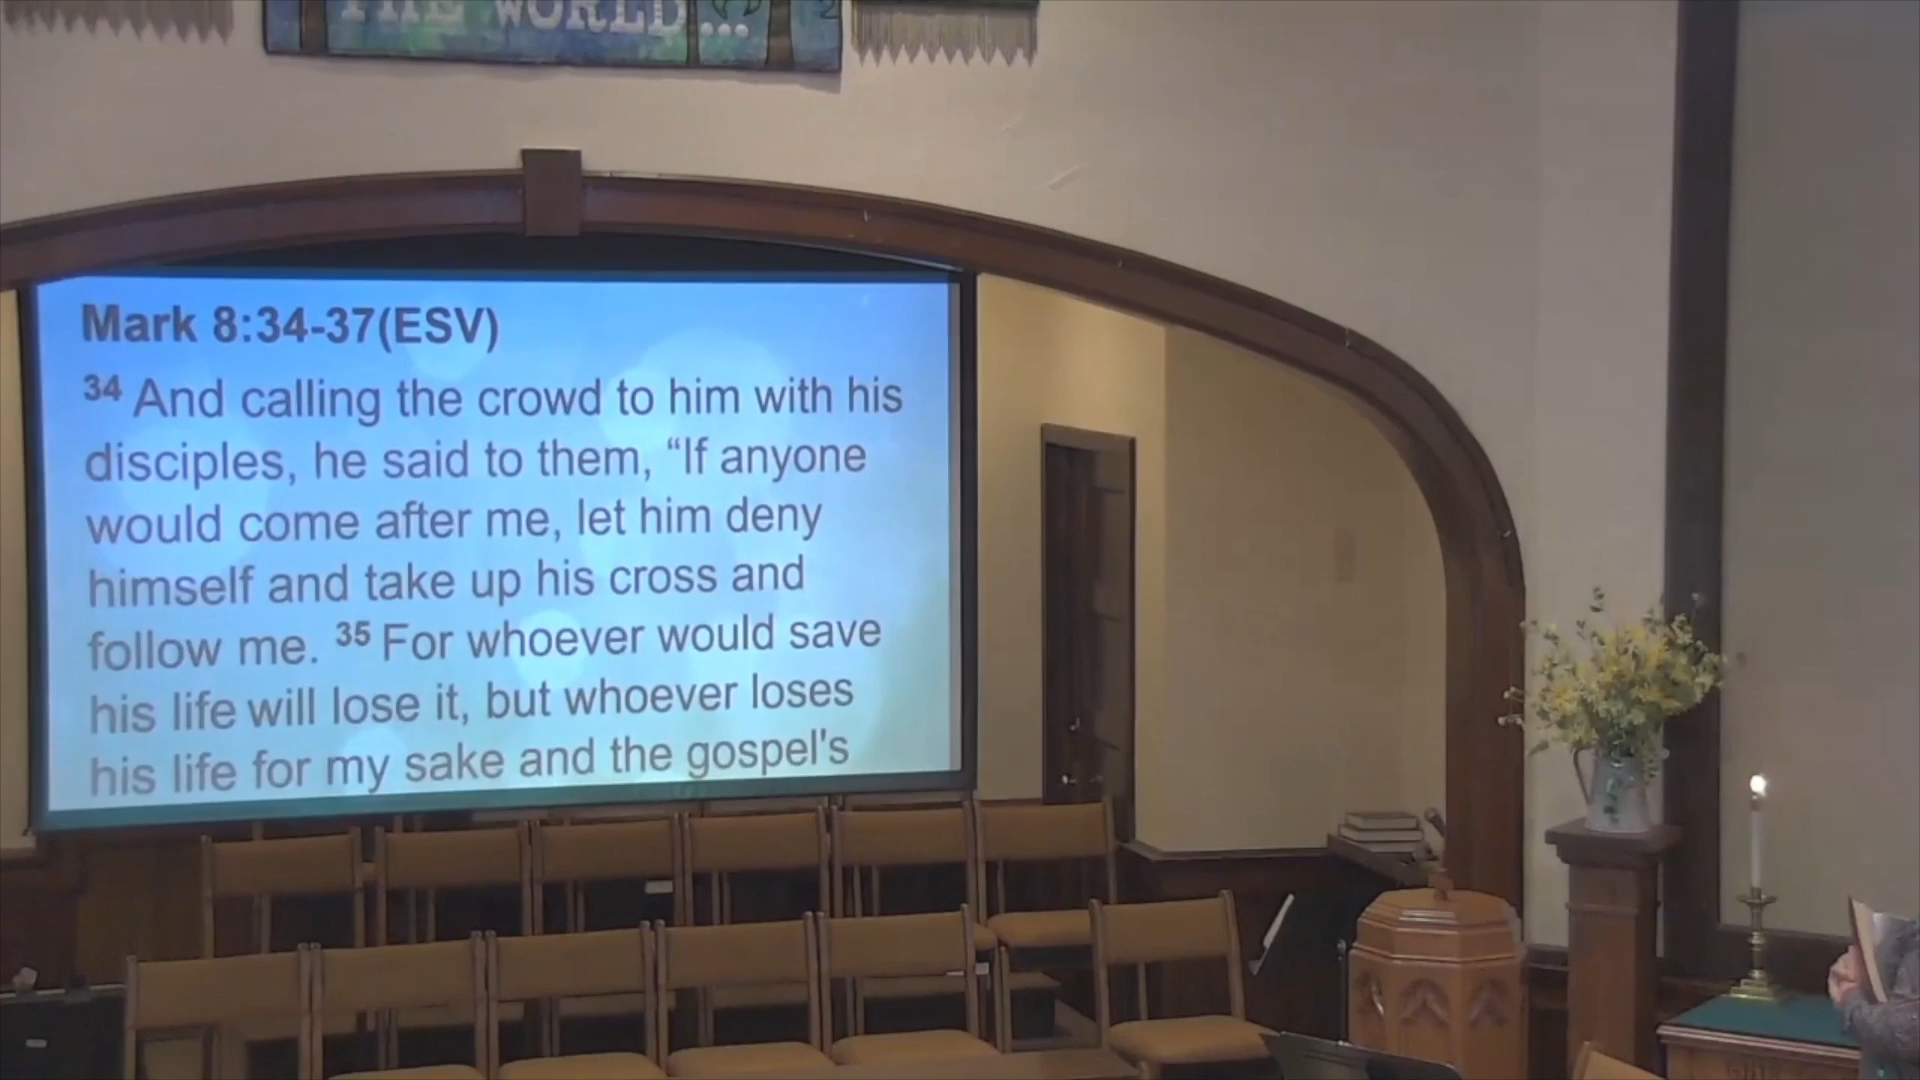 THE WORLD...
Mark 8:34-37(ESV)
34 And calling the crowd to him with his
disciples, he said to them, “If anyone
would come after me, let him deny
himself and take up his cross and
follow me. 35 For whoever would save
his life will lose it, but whoever loses
his life for my sake and the gospel's